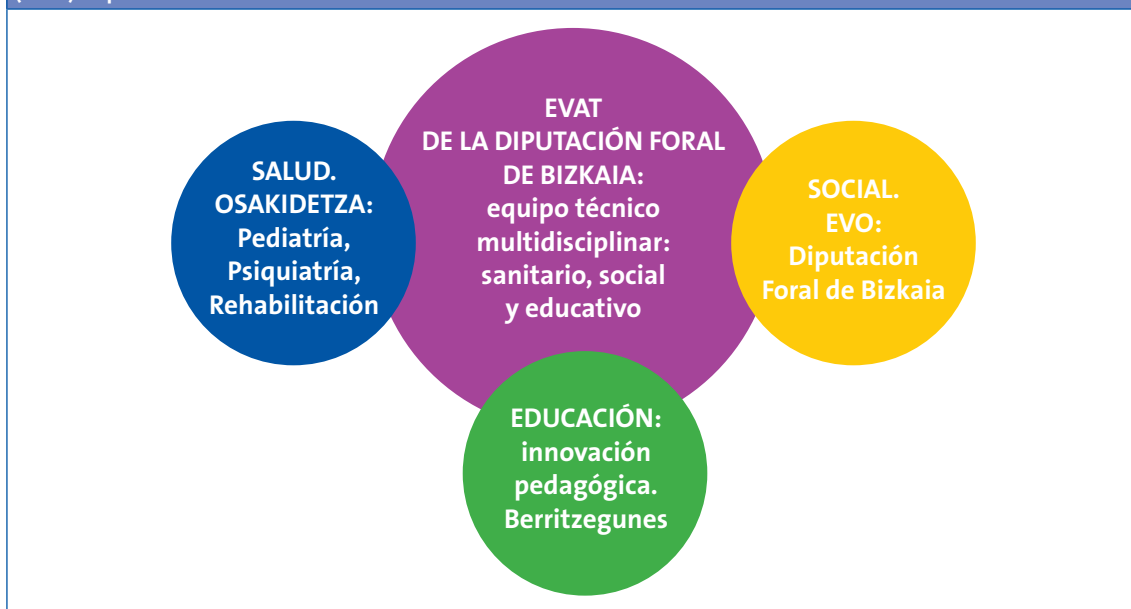 EVAT
DE LA DIPUTACIÓN FORAL
DE BIZKAIA:
equipo técnico
multidisciplinar:
sanitario, social
y educativo
SALUD.
OSAKIDETZA:
Pediatría,
Psiquiatría,
Rehabilitación
SOCIAL.
EVO:
Diputación
Foral de Bizkaia
EDUCACIÓN:
innovación
pedagógica.
Berritzegunes